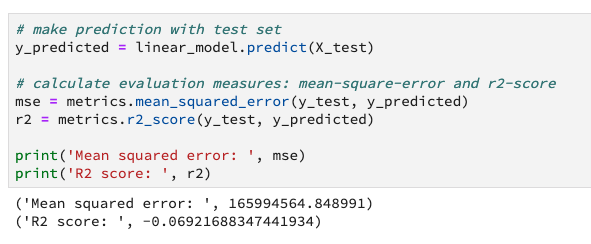 # make prediction with test set
y_predicted = linear_model.predict(X_test)
# calculate evaluation measures: mean-square-error and r2-score
mse = metrics.mean_squared_error(y_test, y_predicted)
r2 = metrics.r2_score(y_test, y_predicted)
print('Mean squared error: ', mse)
print('R2 score: ', r2)
('Mean squared error: ', 165994564.848991)
('R2 score: ', -0.06921688347441934)